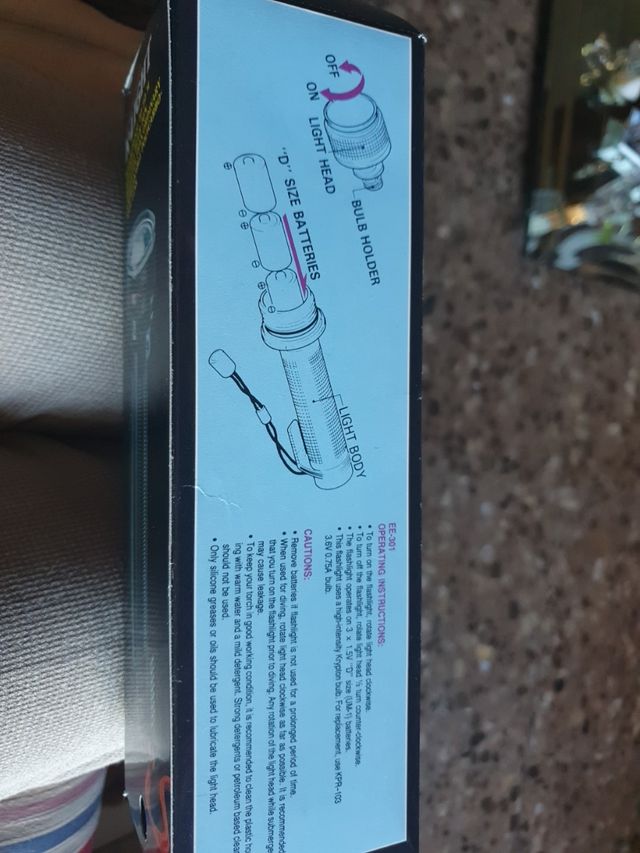 OFF
ON
LIGHT HEAD
BULB HOLDER
"D" SIZE BATTERIES
LIGHT BODY
EE-301
OPERATING INSTRUCTIONS:
• To turn on the flashlight, rotate light head clockwise.
• To turn off the flashlight, rotate light head ½ turn counter-clockwise.
• The flashlight operates on 3 x 1.5V "D" size (UM-1) batteries.
• This flashlight uses a high-intensity Krypton bulb. For replacement, use KPR-103
3.6V 0.75A bulb.
CAUTIONS:
• Remove batteries if flashlight is not used for a prolonged period of time.
• When used for diving, rotate light head clockwise as far as possible. It is recommended
that you turn on the flashlight prior to diving. Any rotation of the light head while submerge
may cause leakage.
• To keep your torch in good working condition, it is recommended to clean the plastic ho
ing with warm water and a mild detergent. Strong detergents or petroleum based clea
should not be used.
• Only silicone greases or oils should be used to lubricate the light head.